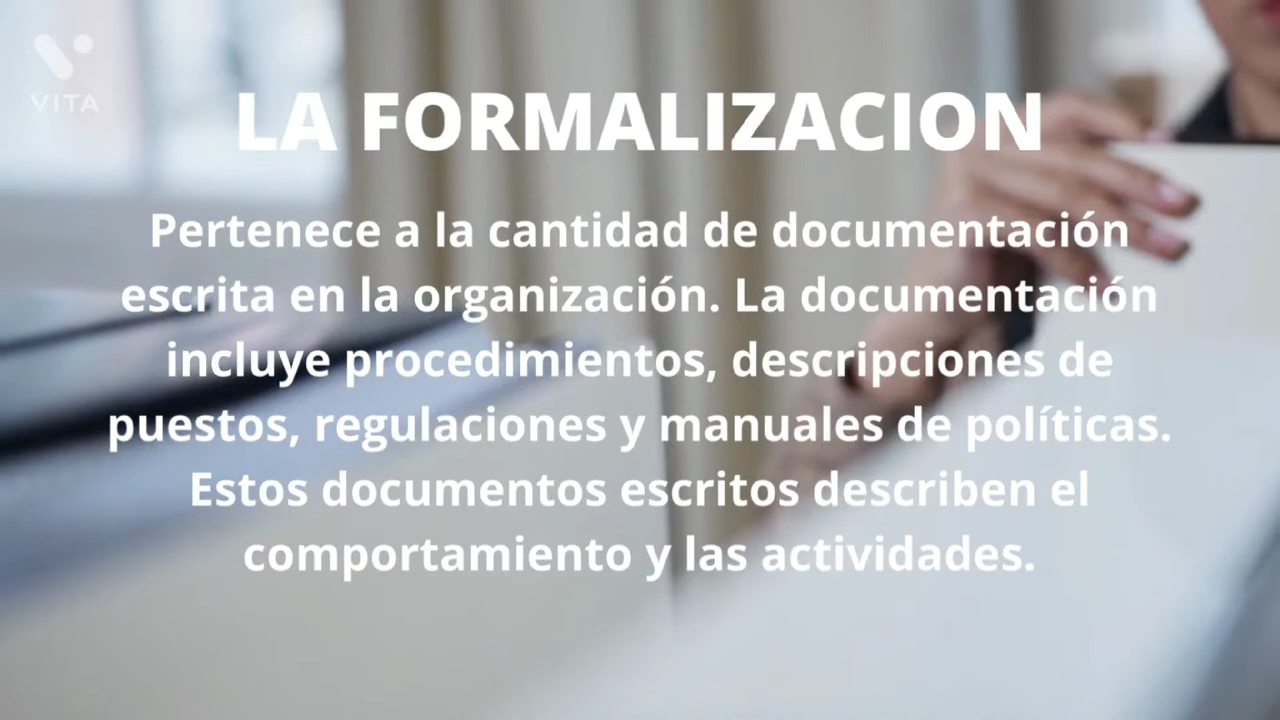 VITA
LA FORMALIZACION
Pertenece a la cantidad de documentación
escrita en la organización. La documentación
incluye procedimientos, descripciones de
puestos, regulaciones y manuales de políticas.
Estos documentos escritos describen el
comportamiento y las actividades.